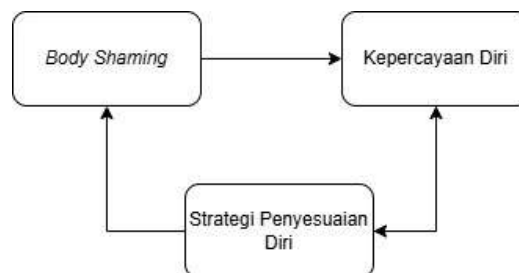 Body Shaming
Kepercayaan Diri
Strategi Penyesuaian
Diri